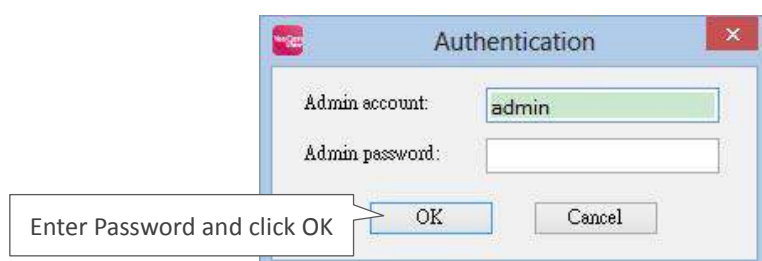 Authentication
Admin account:
admin
Admin password:
Enter Password and click OK
OK
Cancel